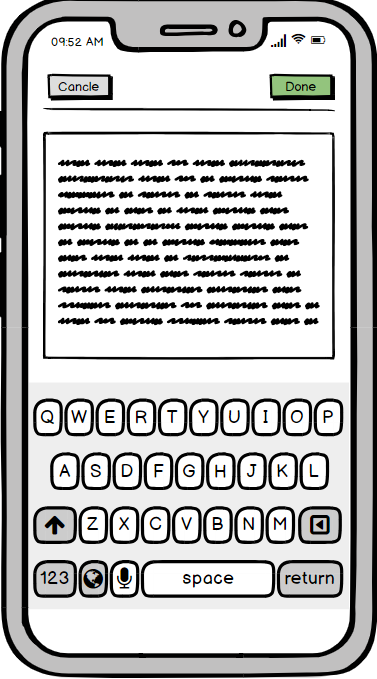 09:52 AM
Cancle
Done
Q W E R T Y U I O P
A S D F G H J K L
Z X C V B N M
123 space return